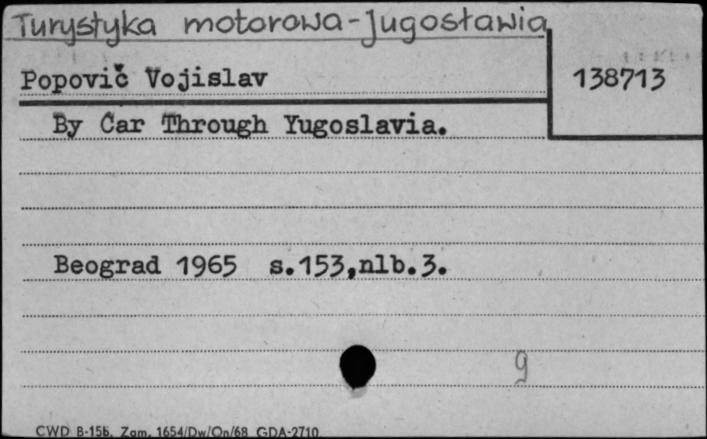 Turystyka motorowa-Jugosławia
Popovič Vojislav
138713
By Car Through Yugoslavia.
Beograd 1965 s.153,nlb.3.
g
CWD B-15b. Zam. 1654/Dw/On/68 GDA-2710